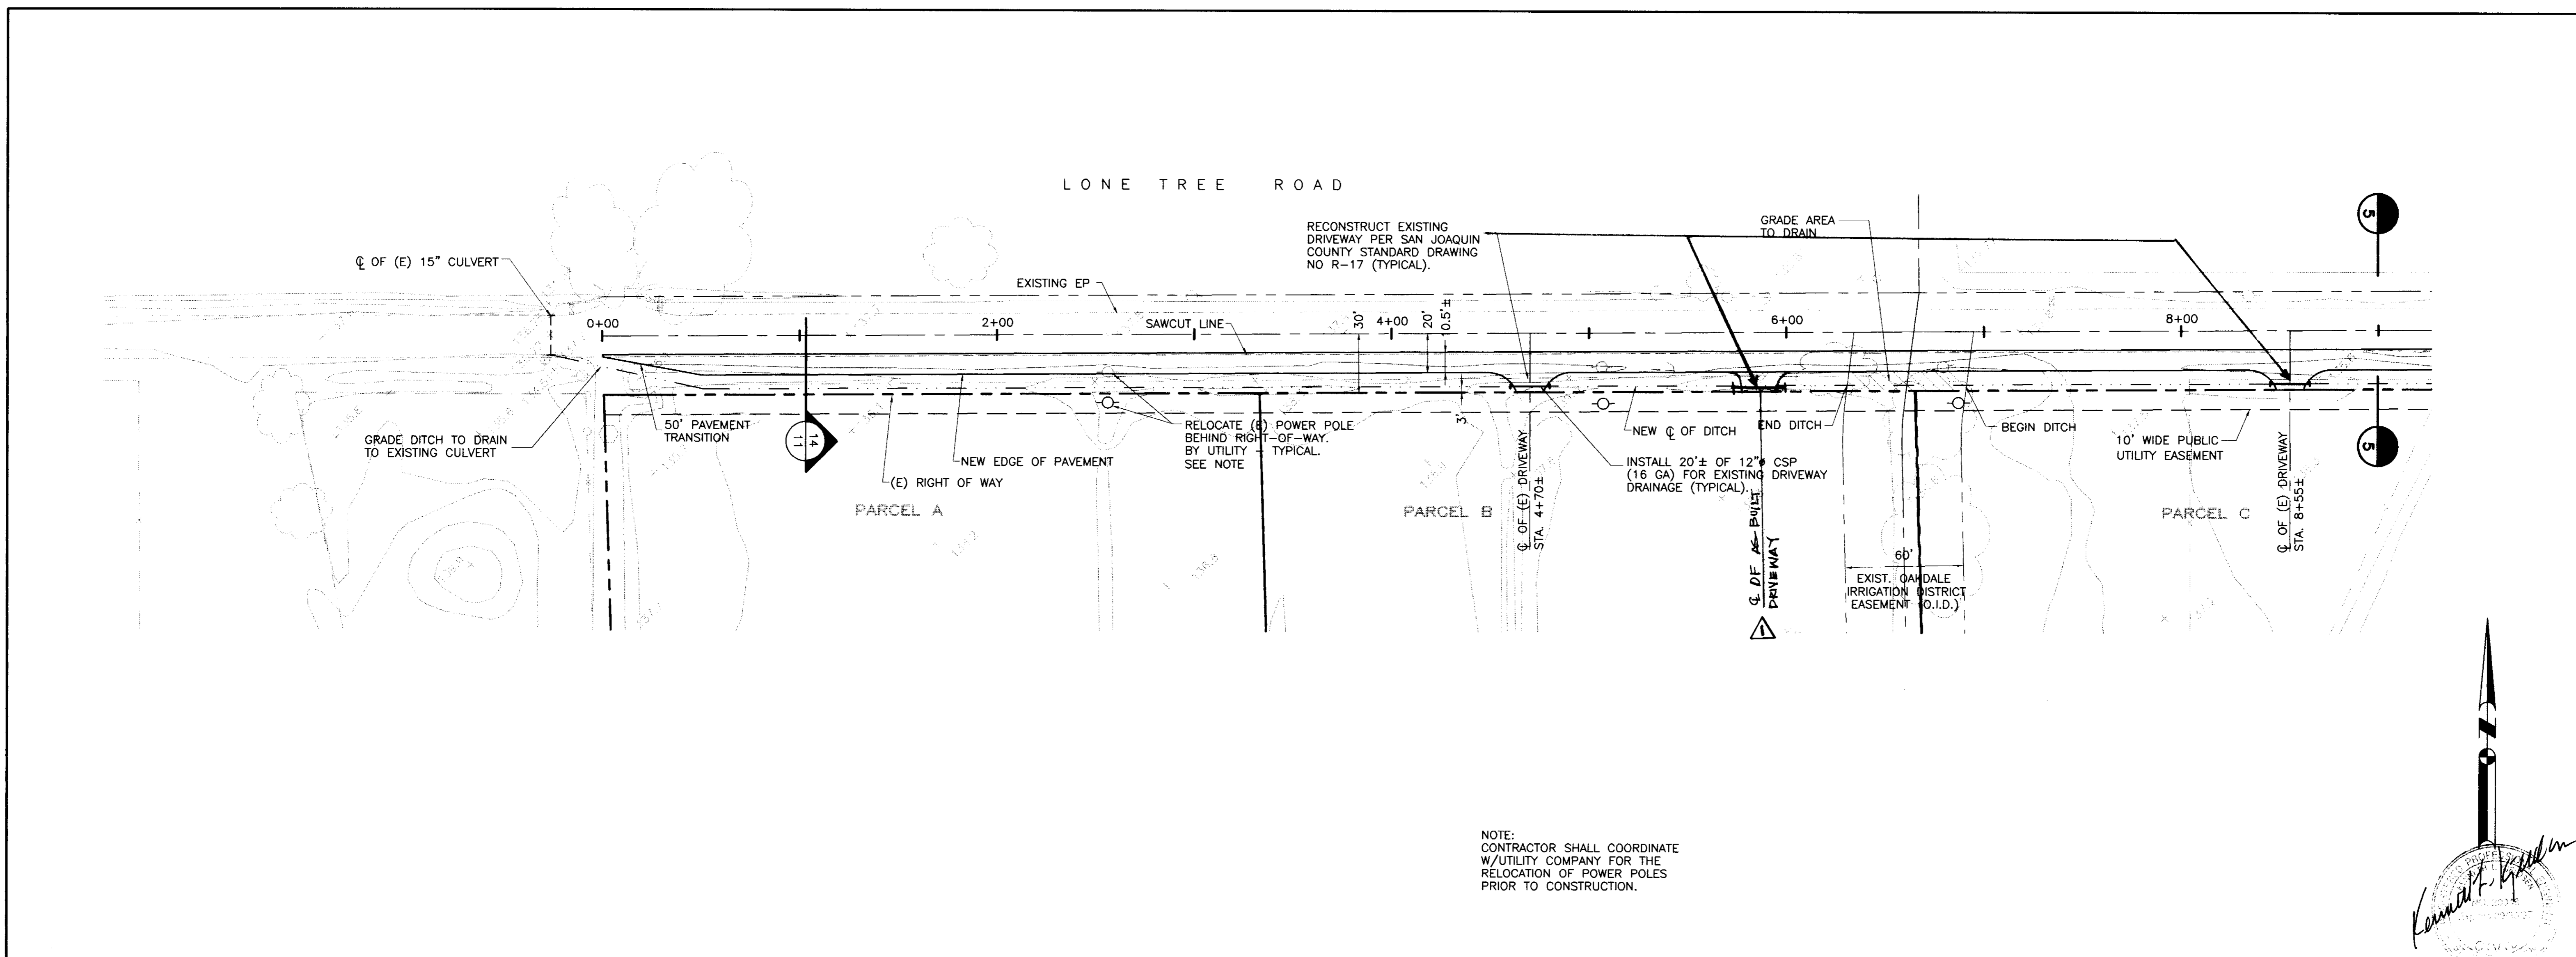 LONE TREE ROAD
℄ OF (E) 15" CULVERT
EXISTING EP
RECONSTRUCT EXISTING
DRIVEWAY PER SAN JOAQUIN
COUNTY STANDARD DRAWING
NO R-17 (TYPICAL).
GRADE AREA
TO DRAIN
5
0+00
2+00
SAWCUT LINE
30'
4+00
20'
10.5'±
6+00
8+00
3'
GRADE DITCH TO DRAIN
TO EXISTING CULVERT
50' PAVEMENT
TRANSITION
14
11
NEW EDGE OF PAVEMENT
(E) RIGHT OF WAY
RELOCATE (E) POWER POLE
BEHIND RIGHT-OF-WAY.
BY UTILITY - TYPICAL.
SEE NOTE
NEW ℄ OF DITCH
END DITCH
BEGIN DITCH
10' WIDE PUBLIC
UTILITY EASEMENT
5
INSTALL 20'± OF 12"ø CSP
(16 GA) FOR EXISTING DRIVEWAY
DRAINAGE (TYPICAL).
PARCEL A
PARCEL B
PARCEL C
℄ OF (E) DRIVEWAY
STA. 4+70±
℄ OF AS BUILT
DRIVEWAY
1
℄ OF (E) DRIVEWAY
STA. 8+55±
136.1
131.2
60'
EXIST. OAKDALE
IRRIGATION DISTRICT
EASEMENT (O.I.D.)
N
NOTE:
CONTRACTOR SHALL COORDINATE
W/UTILITY COMPANY FOR THE
RELOCATION OF POWER POLES
PRIOR TO CONSTRUCTION.